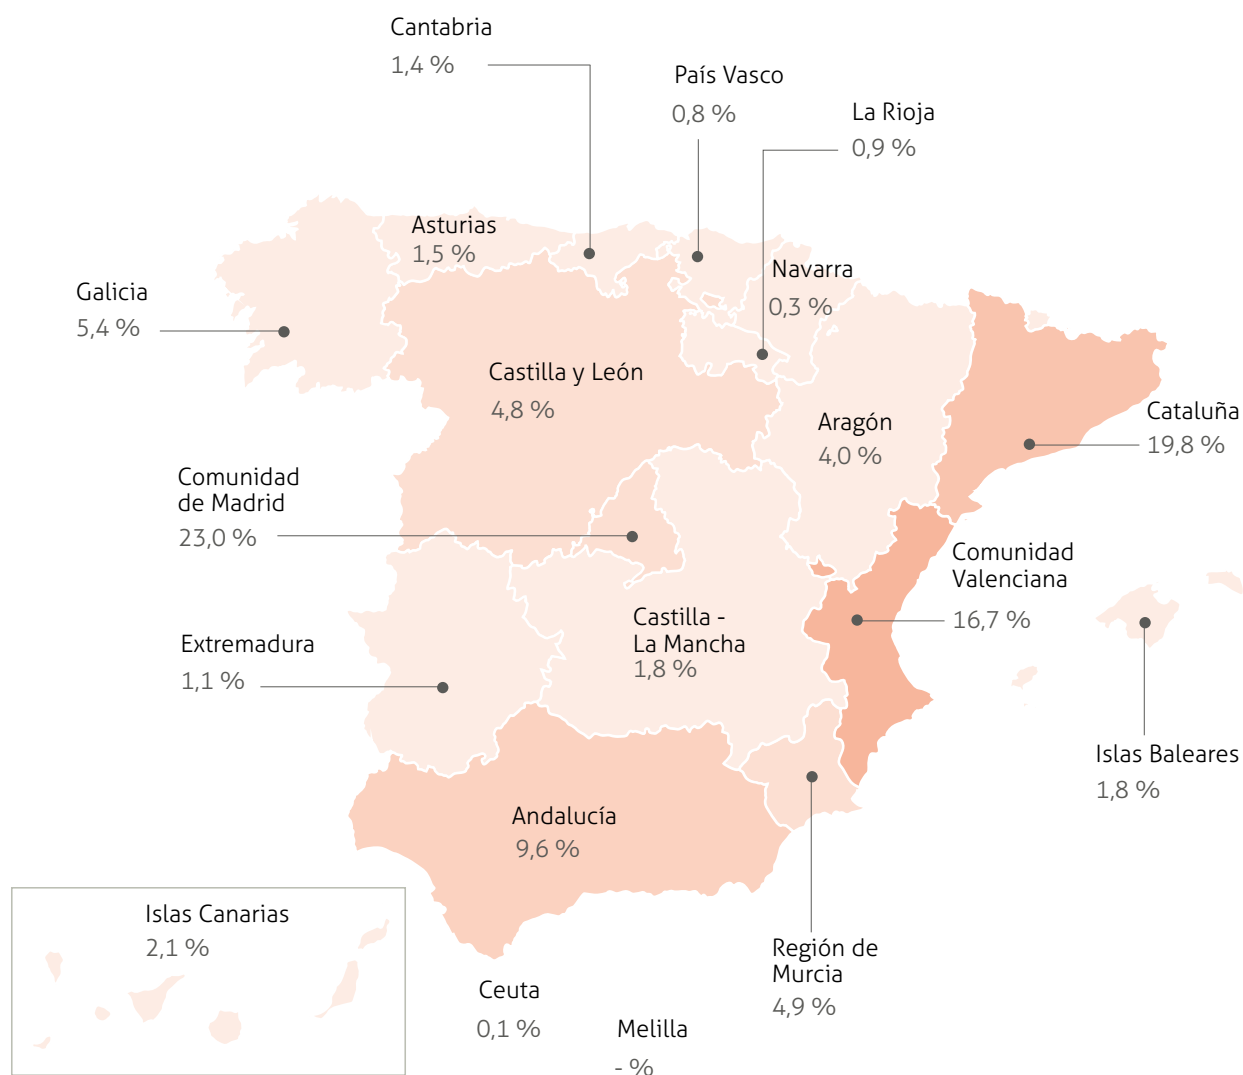 Cantabria
1,4 %
País Vasco
0,8 %
La Rioja
0,9 %
Asturias
1,5 %
Navarra
0,3 %
Galicia
5,4 %
Castilla y León
4,8 %
Aragón
4,0 %
Cataluña
19,8 %
Comunidad
de Madrid
23,0 %
Comunidad
Valenciana
16,7 %
Extremadura
1,1 %
Castilla -
La Mancha
1,8 %
Islas Baleares
1,8 %
Andalucía
9,6 %
Islas Canarias
2,1 %
Región de
Murcia
4,9 %
Ceuta
0,1 %
Melilla
- %